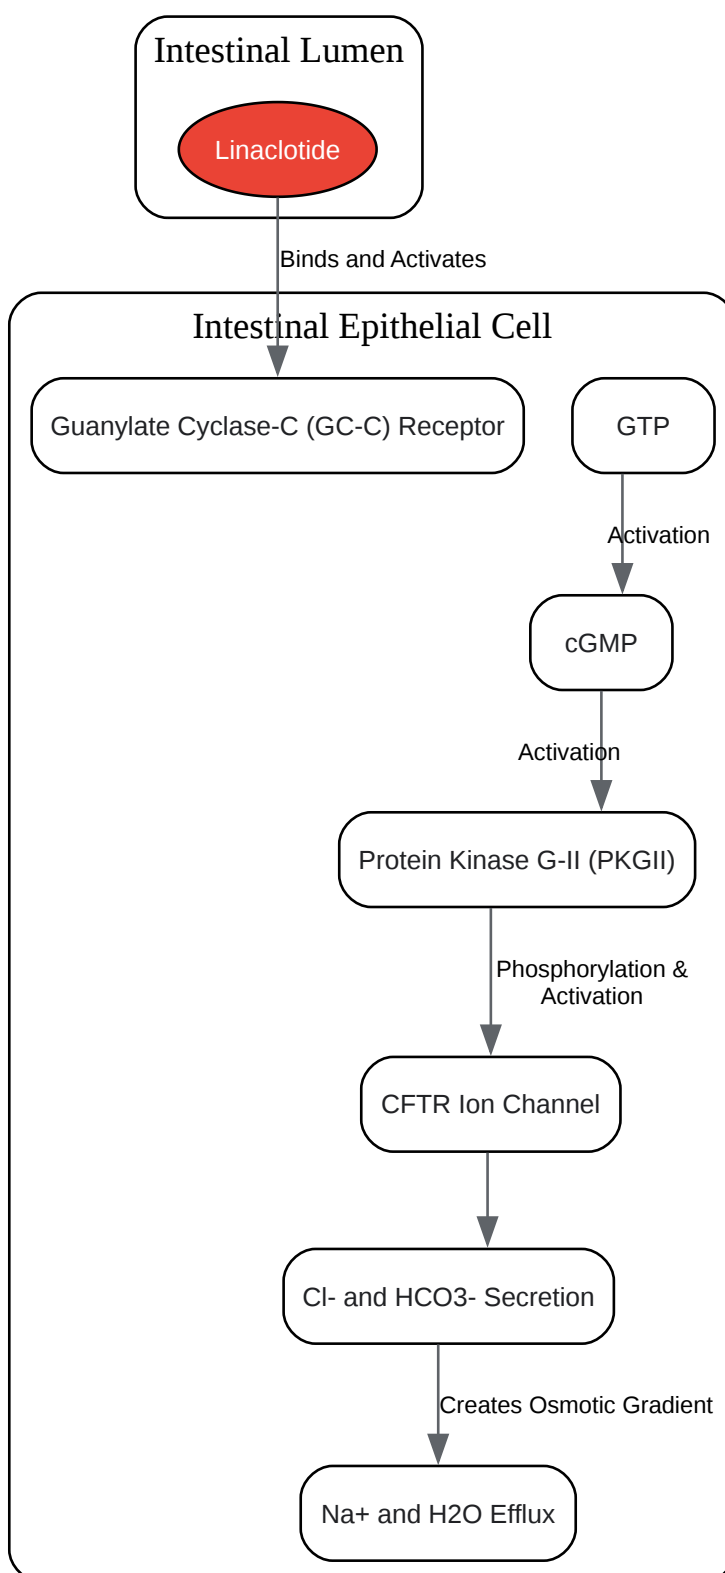 Intestinal Lumen
Linaclotide
Binds and Activates
Intestinal Epithelial Cell
Guanylate Cyclase-C (GC-C) Receptor
GTP
Activation
cGMP
Activation
Protein Kinase G-II (PKGII)
Phosphorylation &
Activation
CFTR Ion Channel
Cl- and HCO3- Secretion
Creates Osmotic Gradient
Na+ and H2O Efflux